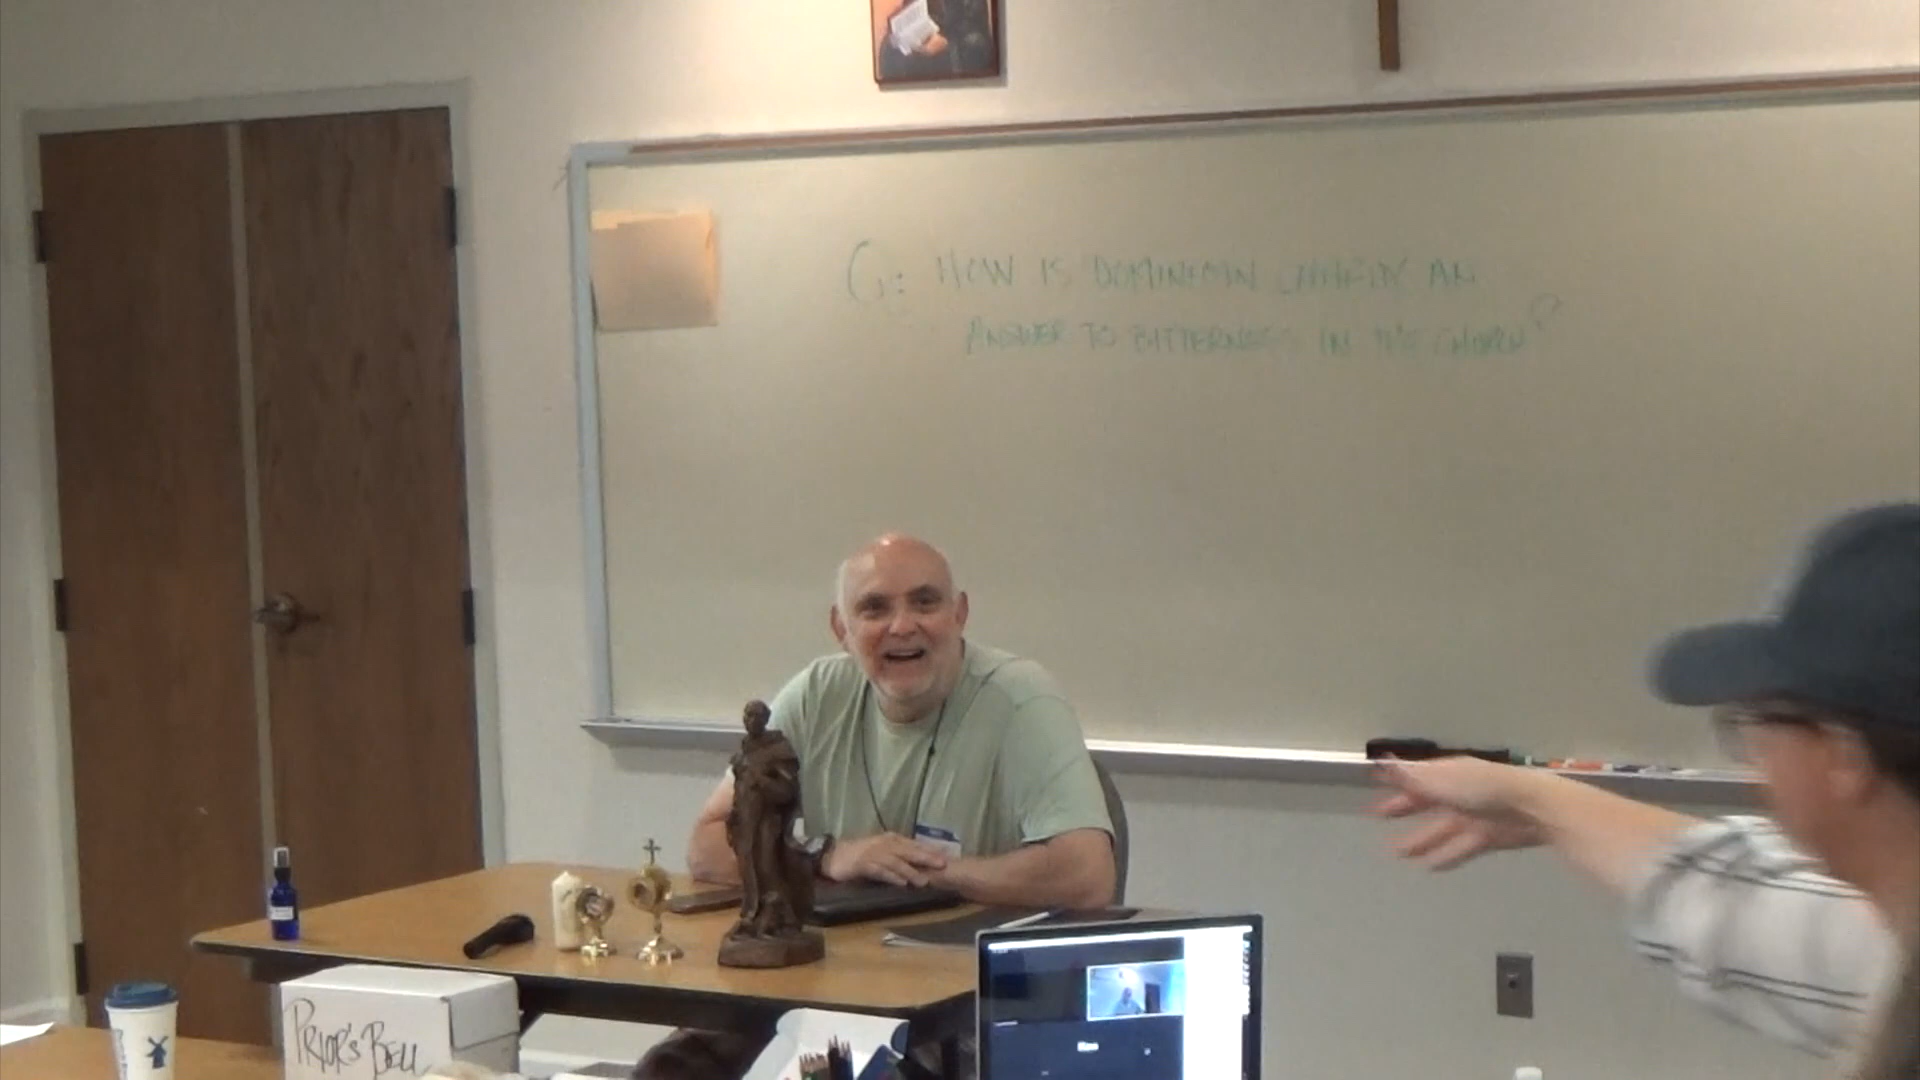 Q: HOW IS DOMINICAN CHARITY AN
ANSWER TO BITTERNESS IN THE CHURCH?
PRIOR'S BELL